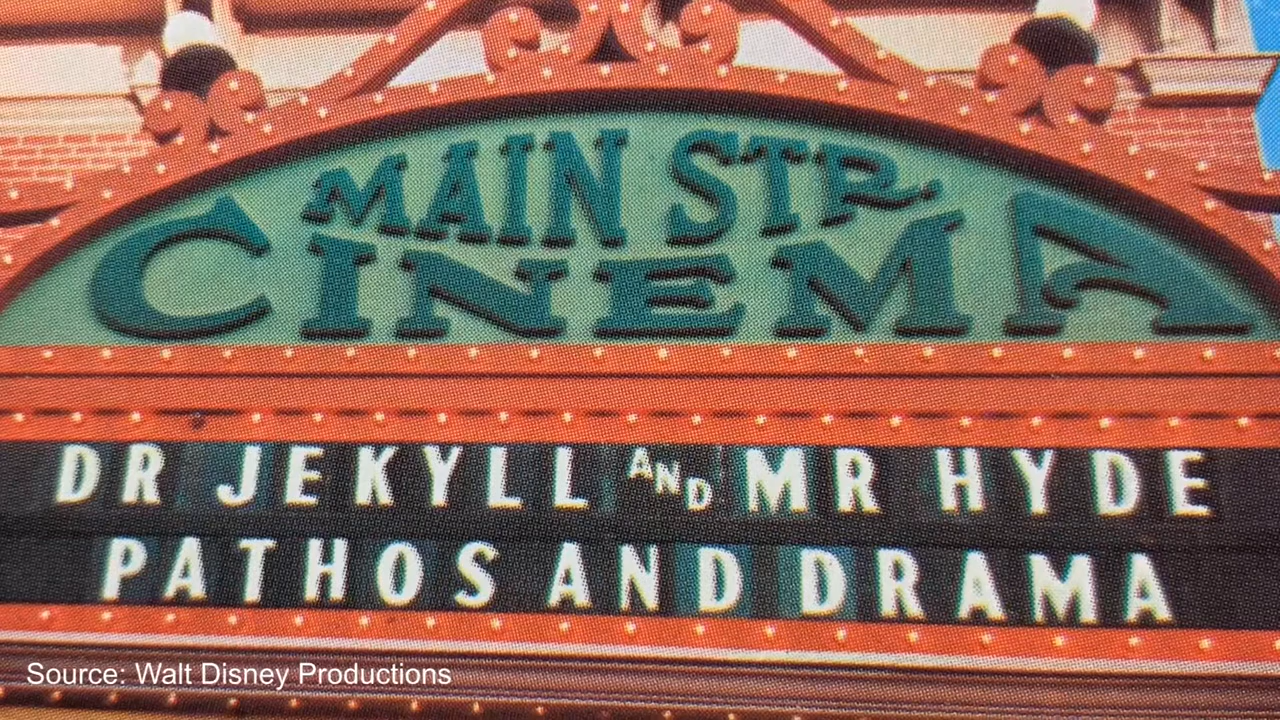 MAIN STR.
CINEMA
DR JEKYLL AND MR HYDE
PATHOS AND DRAMA
Source: Walt Disney Productions